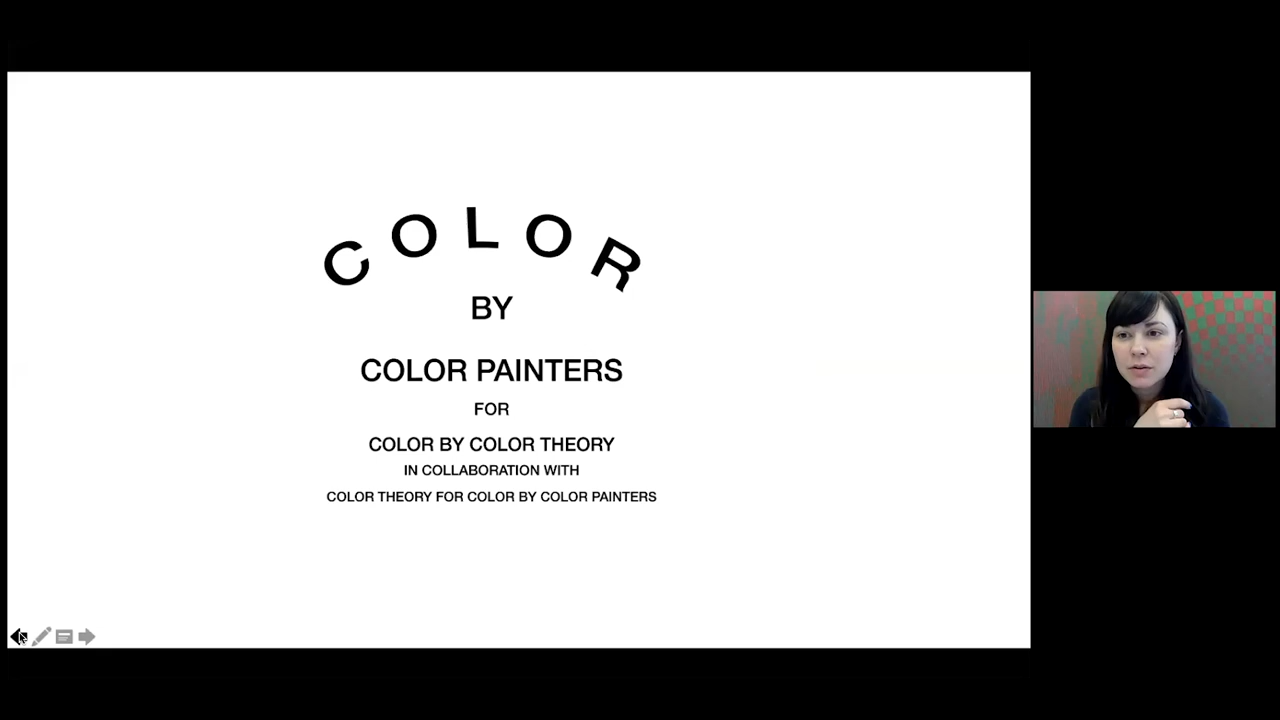 COLOR
BY
COLOR PAINTERS
FOR
COLOR BY COLOR THEORY
IN COLLABORATION WITH
COLOR THEORY FOR COLOR BY COLOR PAINTERS